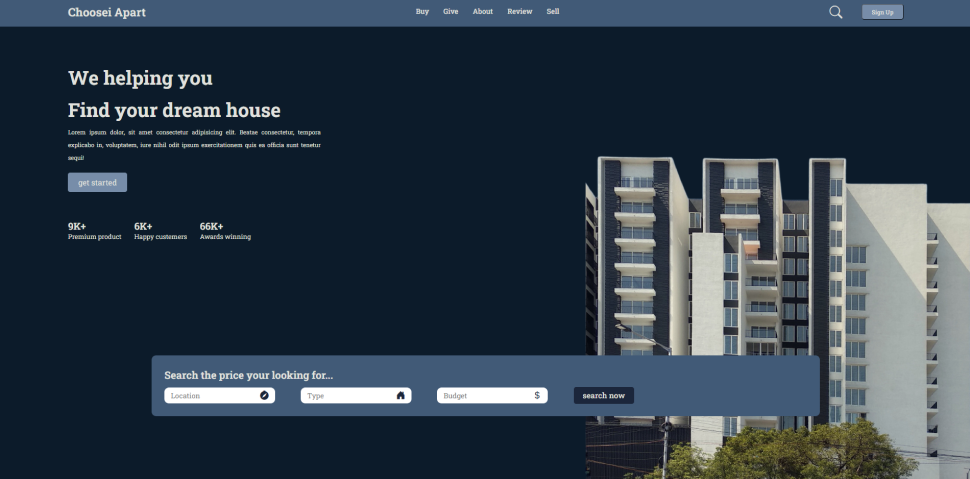 Choosei Apart
Buy Give About Review Sell
Sign Up
We helping you
Find your dream house
Lorem ipsum dolor, sit amet consectetur adipisicing elit. Beatae consectetur, tempora
explicabo in, voluptatem, iure nihil odit ipsum exercitationem quis ea officia sunt tenetur
sequi!
get started
9K+ 6K+ 66K+
Premium product Happy customers Awards winning
Search the price your looking for...
Location Type Budget $ search now